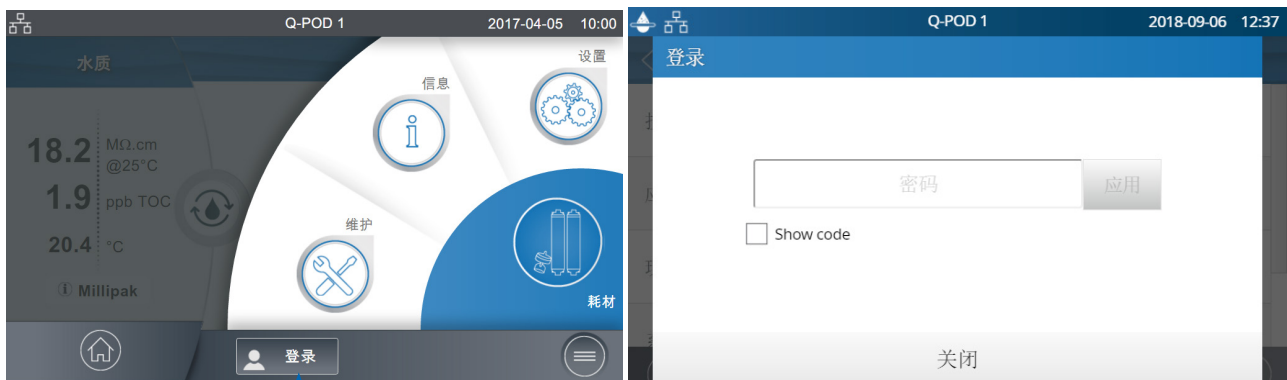 Q-POD 1
2017-04-05 10:00
水质
设置
信息
18.2 MΩ.cm
@25°C
1.9 ppb TOC
维护
20.4 °C
Millipak
耗材
登录
Q-POD 1
2018-09-06 12:37
登录
密码
应用
Show code
关闭